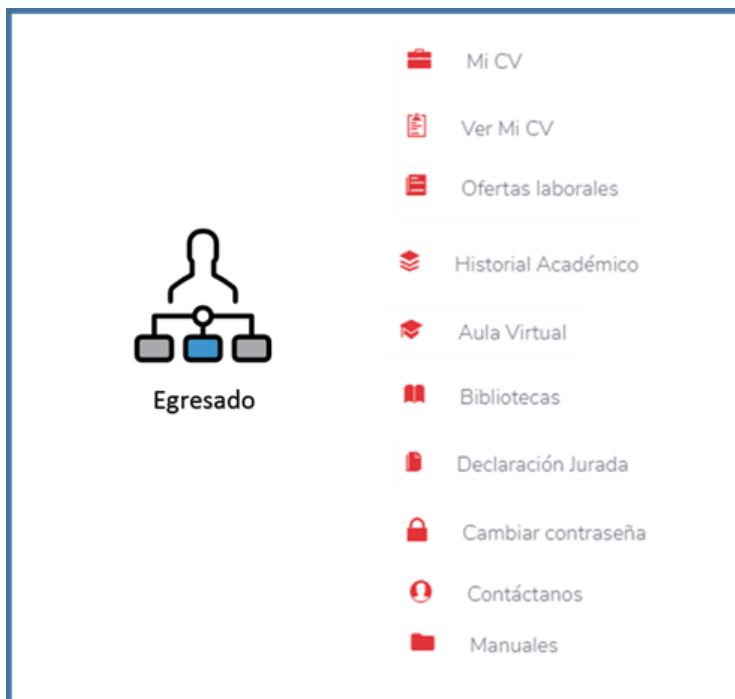 Mi CV
Ver Mi CV
Ofertas laborales
Historial Académico
Aula Virtual
Egresado
Bibliotecas
Declaración Jurada
Cambiar contraseña
Contáctanos
Manuales